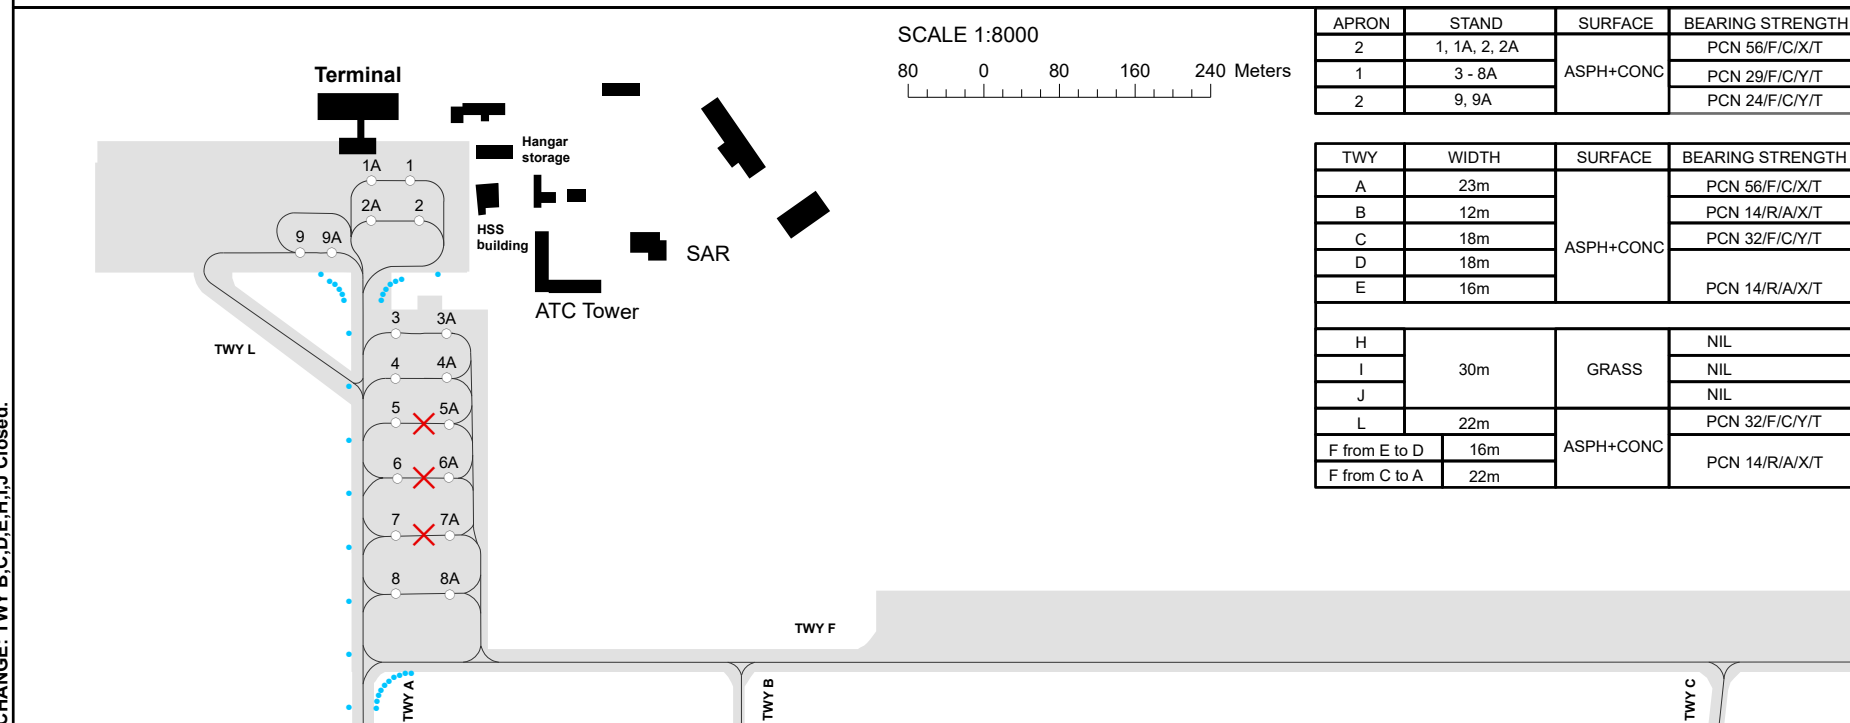 SCALE 1:8000
80 0 80 160 240 Meters
APRON STAND SURFACE BEARING STRENGTH
2 1, 1A, 2, 2A ASPH+CONC PCN 56/F/C/X/T
1 3 - 8A PCN 29/F/C/Y/T
2 9, 9A PCN 24/F/C/Y/T
TWY WIDTH SURFACE BEARING STRENGTH
A 23m ASPH+CONC PCN 56/F/C/X/T
B 12m PCN 14/R/A/X/T
C 18m PCN 32/F/C/Y/T
D 18m
E 16m PCN 14/R/A/X/T
H 30m GRASS NIL
I NIL
J NIL
L 22m ASPH+CONC PCN 32/F/C/Y/T
F from E to D 16m PCN 14/R/A/X/T
F from C to A 22m
Terminal
Hangar
storage
1A 1
2A 2
HSS
building
9 9A
SAR
ATC Tower
3 3A
TWY L
4 4A
5 5A
6 6A
7 7A
8 8A
TWY F
TWY A
TWY B
TWY C
CHANGE: TWY B,C,D,E,H,I,J Closed.